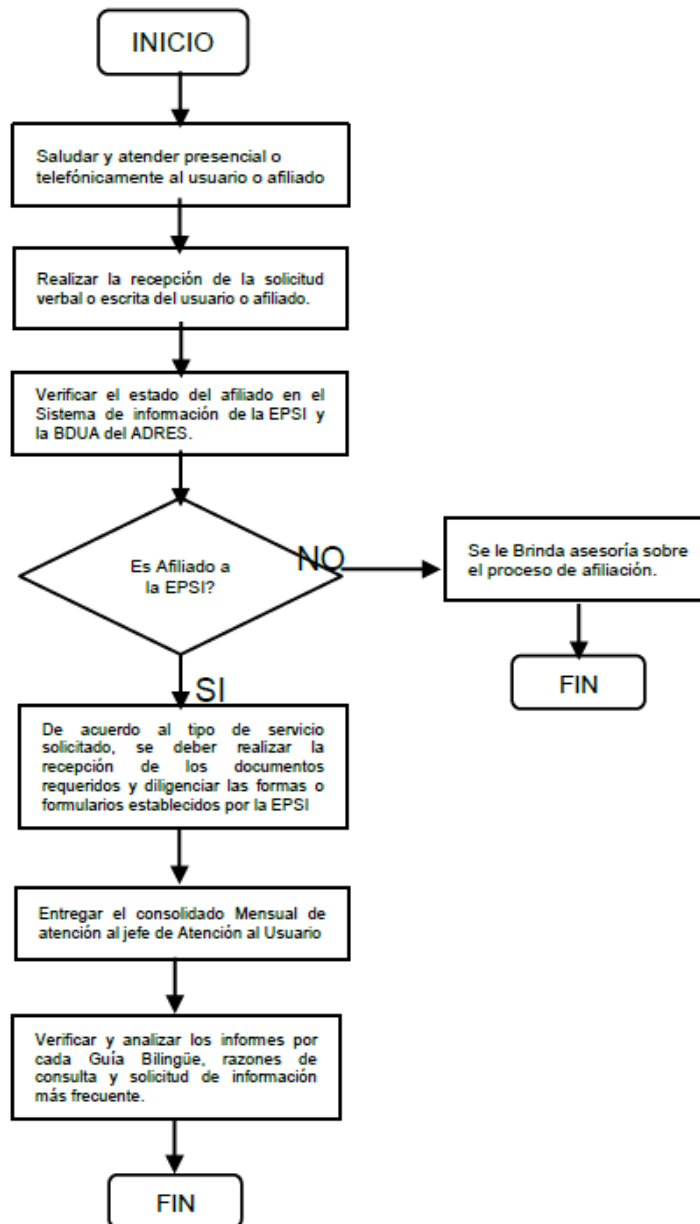 INICIO
Saludar y atender presencial o
telefónicamente al usuario o afiliado
Realizar la recepción de la solicitud
verbal o escrita del usuario o afiliado.
Verificar el estado del afiliado en el
Sistema de información de la EPSI y
la BDUA del ADRES.
Es Afiliado a
la EPSI?
NO
Se le Brinda asesoría sobre
el proceso de afiliación.
FIN
SI
De acuerdo al tipo de servicio
solicitado, se deber realizar la
recepción de los documentos
requeridos y diligenciar las formas o
formularios establecidos por la EPSI
Entregar el consolidado Mensual de
atención al jefe de Atención al Usuario
Verificar y analizar los informes por
cada Guía Bilingüe, razones de
consulta y solicitud de información
más frecuente.
FIN